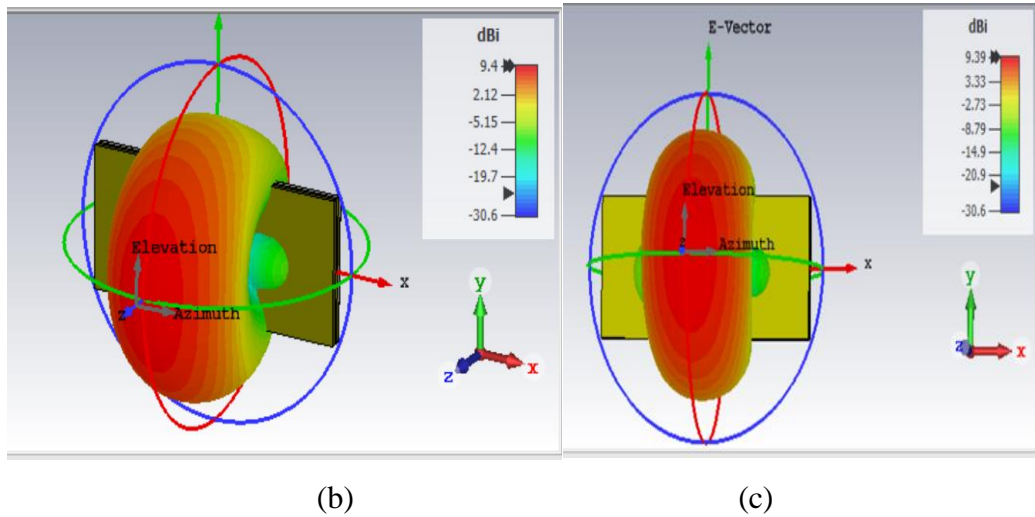 dBi
9.4
2.12
-5.15
-12.4
-19.7
-30.6
Elevation
Azimuth
z
x
y
z
x
(b)
E-Vector
dBi
9.39
3.33
-3.73
-8.79
-14.9
-20.9
-30.6
Elevation
z
Azimuth
x
y
z
x
(c)